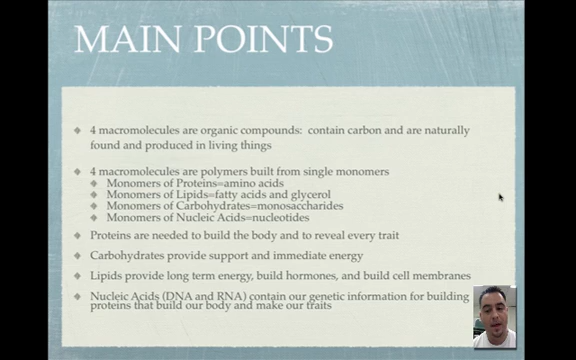 MAIN POINTS
4 macromolecules are organic compounds: contain carbon and are naturally
found and produced in living things
4 macromolecules are polymers built from single monomers
Monomers of Proteins=amino acids
Monomers of Lipids=fatty acids and glycerol
Monomers of Carbohydrates=monosaccharides
Monomers of Nucleic Acids=nucleotides
Proteins are needed to build the body and to reveal every trait
Carbohydrates provide support and immediate energy
Lipids provide long term energy, build hormones, and build cell membranes
Nucleic Acids (DNA and RNA) contain our genetic information for building
proteins that build our body and make our traits